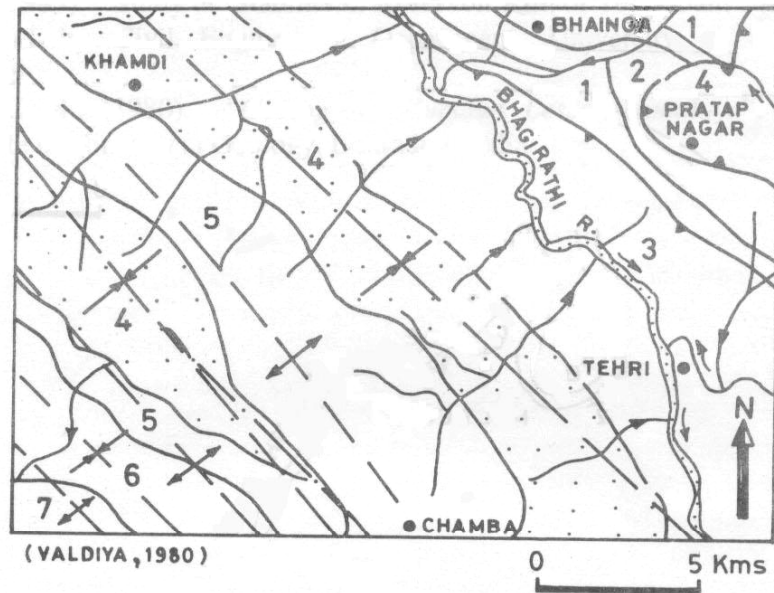 BHAINGA
1
KHAMDI
2
1
4
PRATAP
NAGAR
BHAGIRATHI R.
4
5
3
4
TEHRI
5
N
6
7
CHAMBA
(VALDIYA, 1980)
0 5 Kms